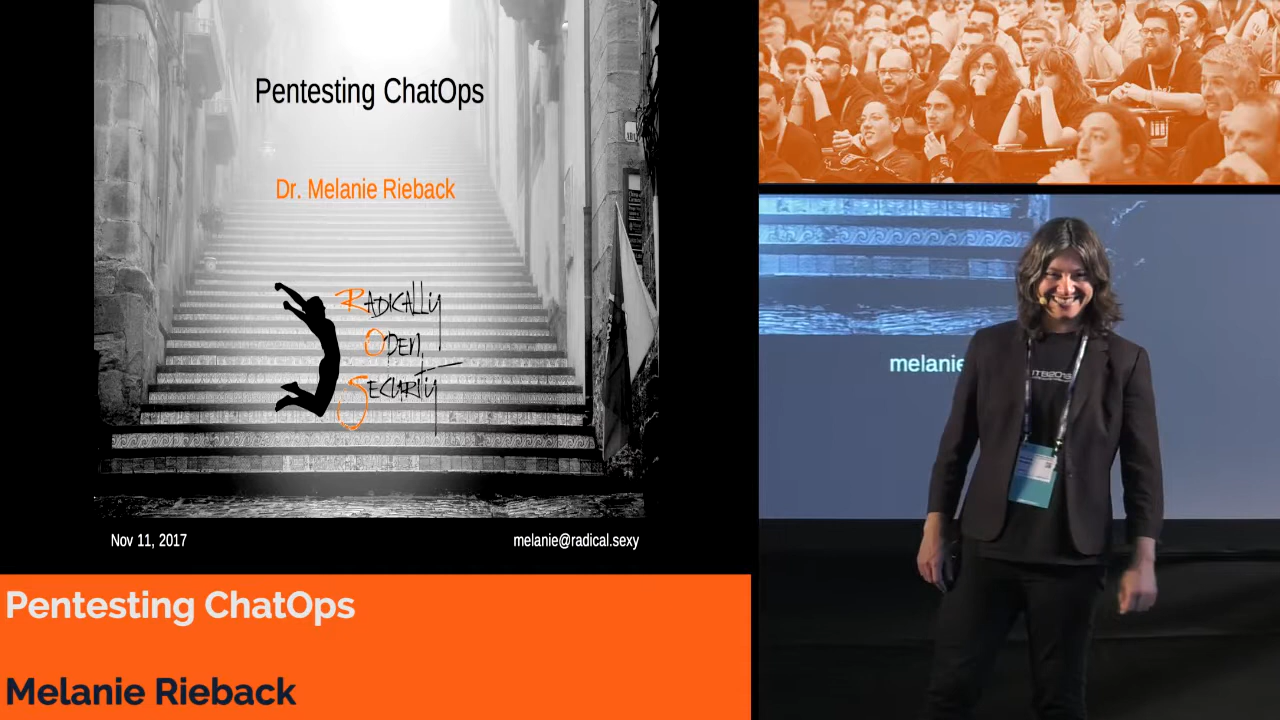 Pentesting ChatOps
Dr. Melanie Rieback
Radically
Open
Security
Nov 11, 2017
melanie@radical.sexy
melanie
Pentesting ChatOps
Melanie Rieback